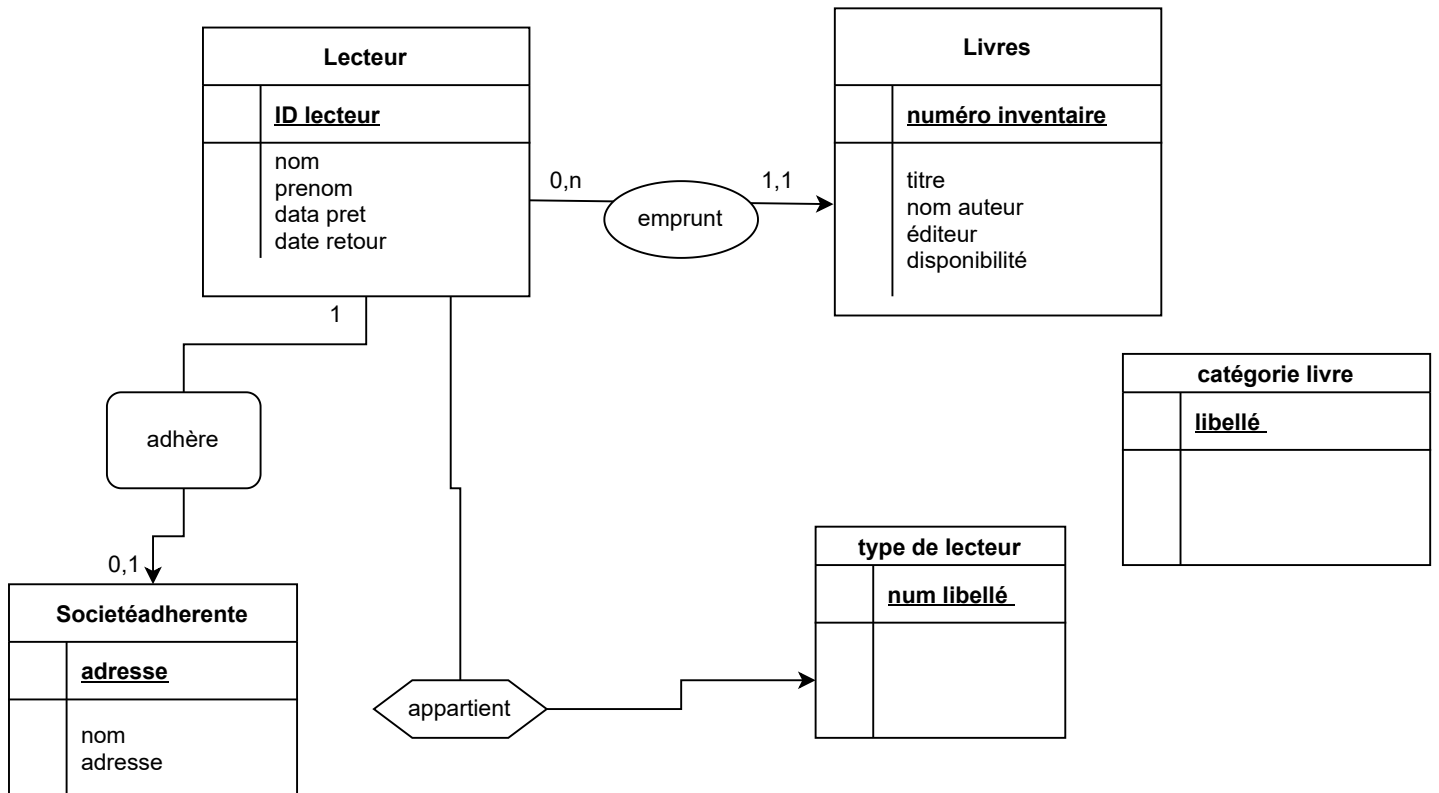 Lecteur
ID lecteur
nom
prenom
data pret
date retour
0,n
emprunt
1,1
Livres
numéro inventaire
titre
nom auteur
éditeur
disponibilité
1
adhère
0,1
catégorie livre
libellé
type de lecteur
num libellé
Societéadherente
adresse
nom
adresse
appartient